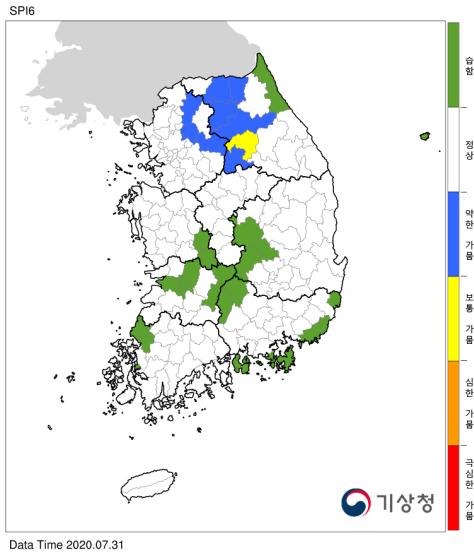 SPI6
습함
정상
약한 가뭄
보통 가뭄
심한 가뭄
극심한 가뭄
기상청
Data Time 2020.07.31